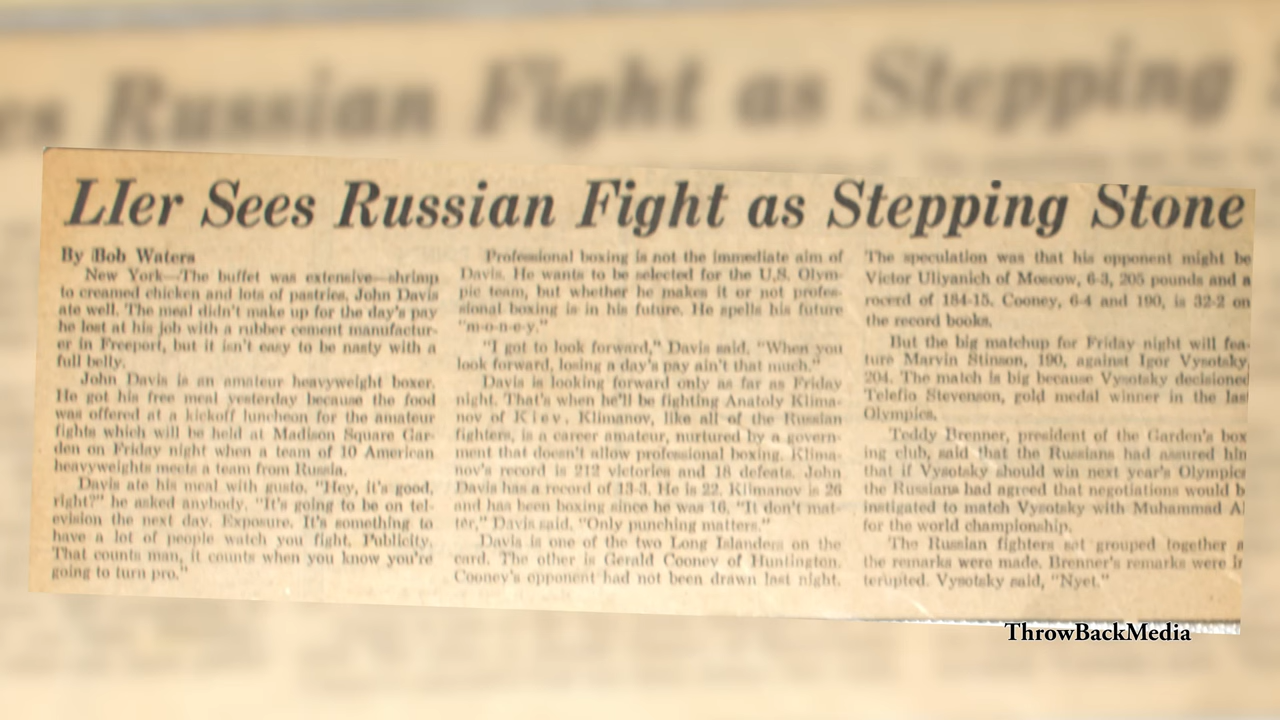 es Russian Fight as Stepping
LIer Sees Russian Fight as Stepping Stone
By Bob Waters
New York—The buffet was extensive—shrimp
to creamed chicken and lots of pastries. John Davis
ate well. The meal didn't make up for the day's pay
he lost at his job with a rubber cement manufactur-
er in Freeport, but it isn't easy to be nasty with a
full belly.
John Davis is an amateur heavyweight boxer.
He got his free meal yesterday because the food
was offered at a kickoff luncheon for the amateur
fights which will be held at Madison Square Gar-
den on Friday night when a team of 10 American
heavyweights meets a team from Russia.
Davis ate his meal with gusto. "Hey, it's good,
right?" he asked anybody. "It's going to be on tel-
evision the next day. Exposure. It's something to
have a lot of people watch you fight. Publicity.
That counts man, it counts when you know you're
going to turn pro."
Professional boxing is not the immediate aim of
Davis. He wants to be selected for the U.S. Olym-
pic team, but whether he makes it or not profes-
sional boxing is in his future. He spells his future
"m-o-n-e-y."
"I got to look forward," Davis said. "When you
look forward, losing a day's pay ain't that much."
Davis is looking forward only as far as Friday
night. That's when he'll be fighting Anatoly Klima-
nov of Kiev. Klimanov, like all of the Russian
fighters, is a career amateur, nurtured by a govern-
ment that doesn't allow professional boxing. Klima-
nov's record is 212 victories and 18 defeats. John
Davis has a record of 13-3. He is 22. Klimanov is 26
and has been boxing since he was 16. "It don't mat-
ter," Davis said. "Only punching matters."
Davis is one of the two Long Islanders on the
card. The other is Gerald Cooney of Huntington.
Cooney's opponent had not been drawn last night.
The speculation was that his opponent might be
Victor Uliyanich of Moscow, 6-3, 205 pounds and a
rocerd of 184-15. Cooney, 6-4 and 190, is 32-2 on
the record books.
But the big matchup for Friday night will fea-
ture Marvin Stinson, 190, against Igor Vysotsky,
204. The match is big because Vysotsky decisioned
Telefio Stevenson, gold medal winner in the last
Olympics.
Teddy Brenner, president of the Garden's box
ing club, said that the Russians had assured him
that if Vysotsky should win next year's Olympics
the Russians had agreed that negotiations would b
instigated to match Vysotsky with Muhammad A
for the world championship.
The Russian fighters sat grouped together a
the remarks were made. Brenner's remarks were in
terupted. Vysotsky said, "Nyet."
ThrowBackMedia